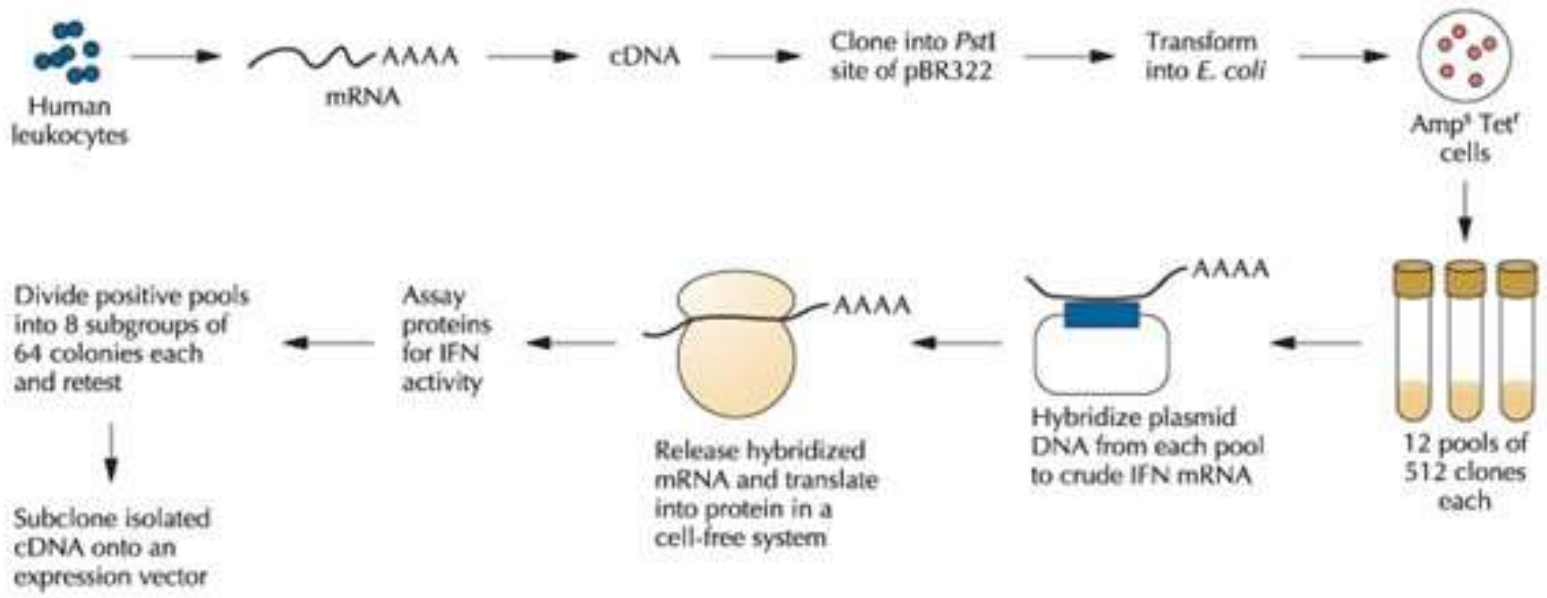 Human
leukocytes
AAAA
mRNA
cDNA
Clone into PstI
site of pBR322
Transform
into E. coli
Ampˢ Tetʳ
cells
12 pools of
512 clones
each
AAAA
Hybridize plasmid
DNA from each pool
to crude IFN mRNA
AAAA
Release hybridized
mRNA and translate
into protein in a
cell-free system
Assay
proteins
for IFN
activity
Divide positive pools
into 8 subgroups of
64 colonies each
and retest
Subclone isolated
cDNA onto an
expression vector